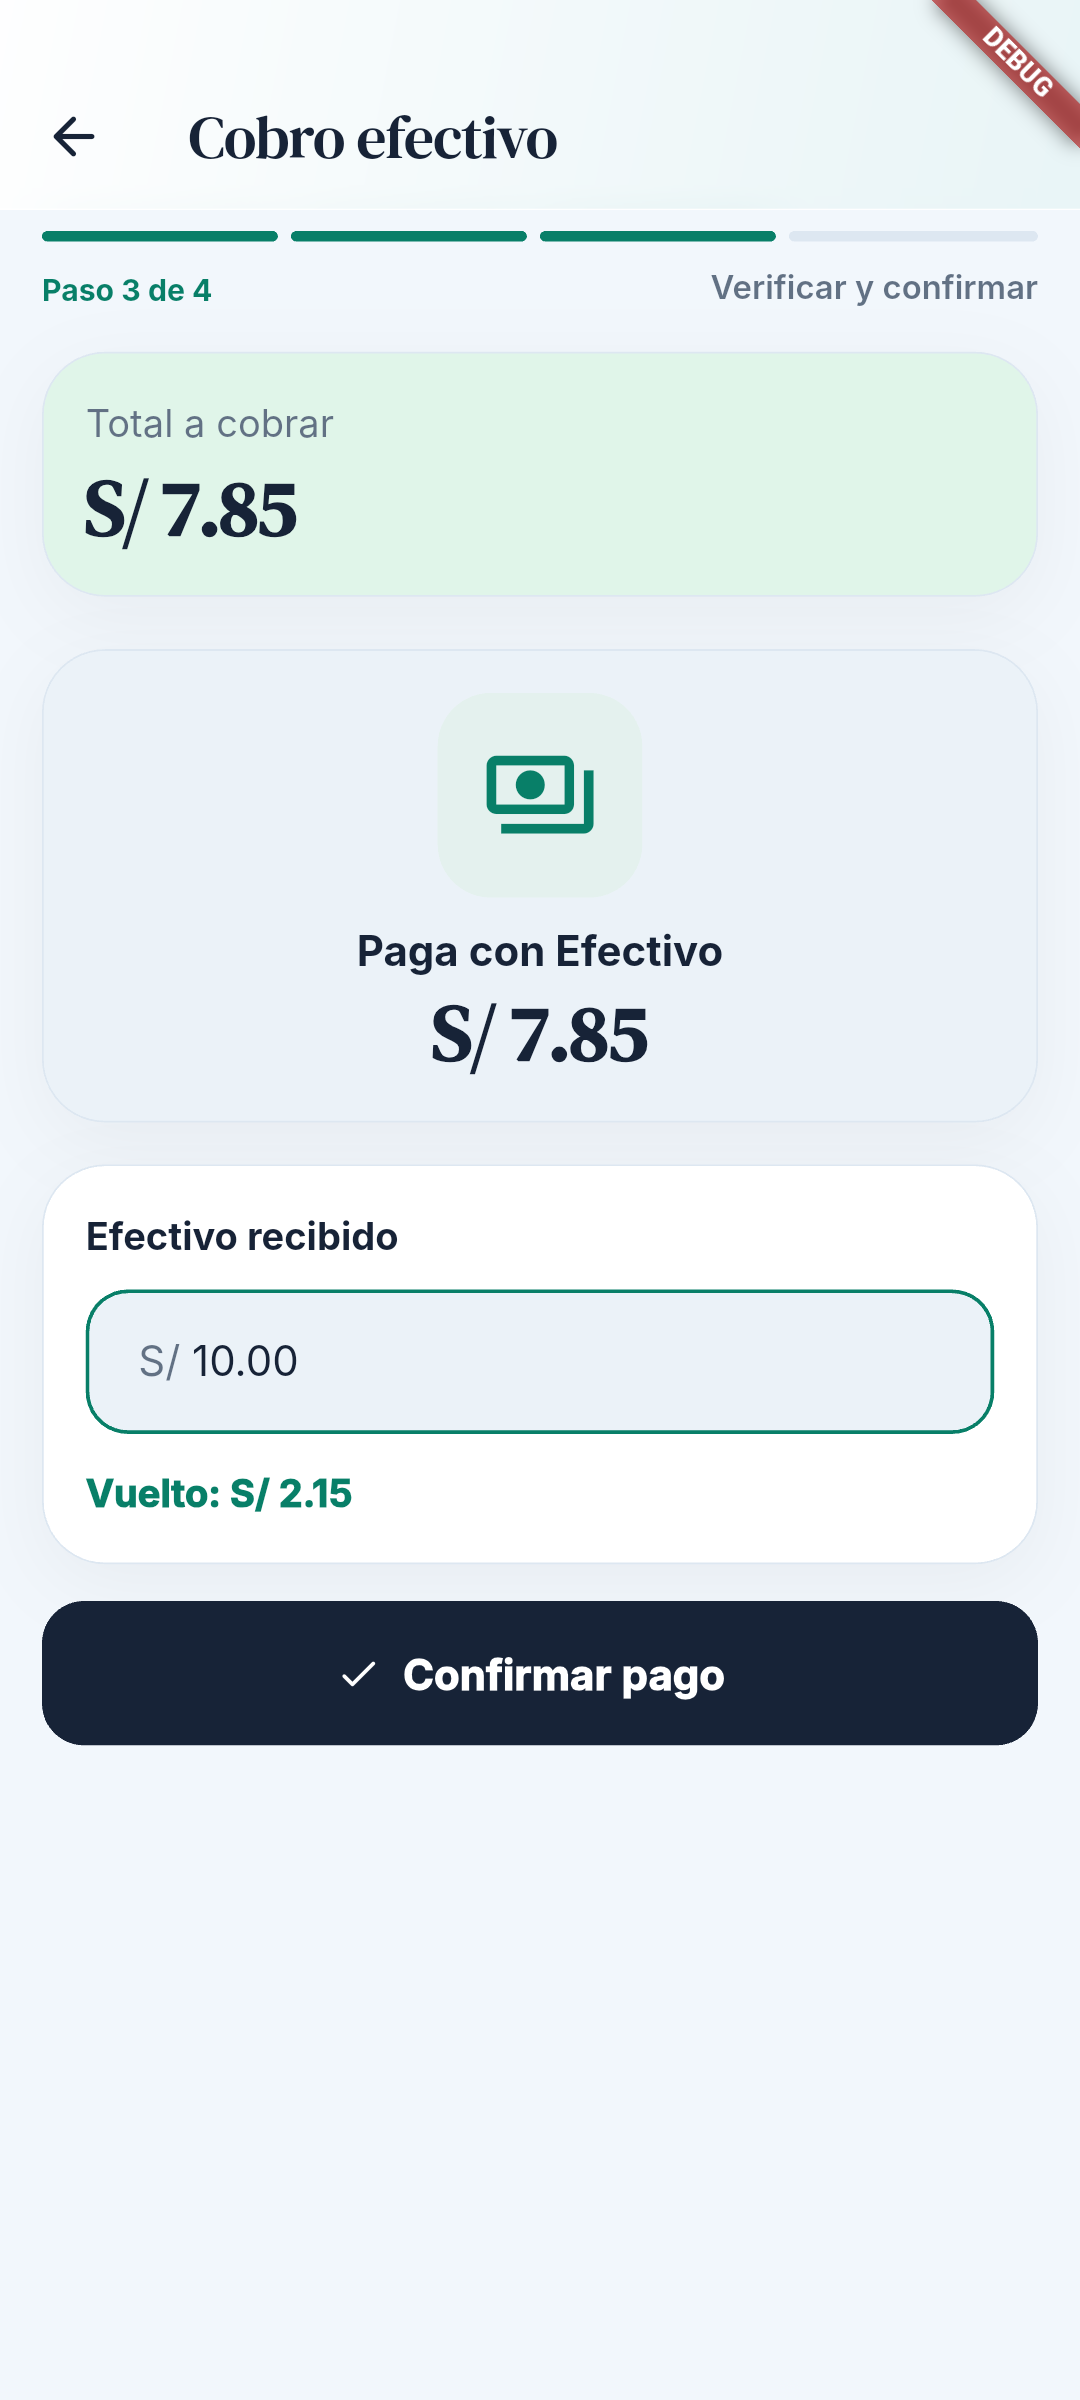 DEBUG
Cobro efectivo
Paso 3 de 4
Verificar y confirmar
Total a cobrar
S/ 7.85
Paga con Efectivo
S/ 7.85
Efectivo recibido
S/ 10.00
Vuelto: S/ 2.15
Confirmar pago